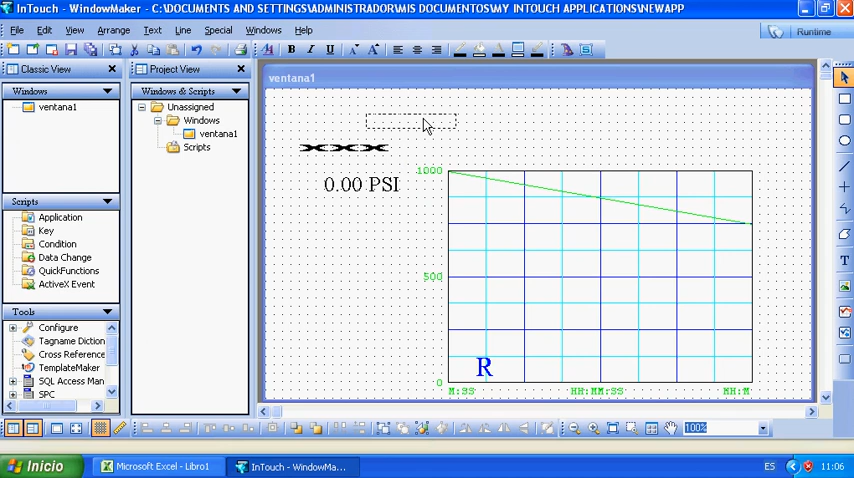 InTouch - WindowMaker - C:\DOCUMENTS AND SETTINGS\ADMINISTRADOR\MIS DOCUMENTOS\MY INTOUCH APPLICATIONS\NEWAPP
File Edit View Arrange Text Line Special Windows Help Runtime
Classic View
Windows
ventana1
Scripts
Application
Key
Condition
Data Change
QuickFunctions
ActiveX Event
Tools
Configure
Tagname Diction
Cross Reference
TemplateMaker
SQL Access Man
SPC
Project View
Windows & Scripts
Unassigned
Windows
ventana1
Scripts
ventana1
0.00 PSI
1000
500
0
R
M:SS HH:MM:SS HH:M
100%
Inicio Microsoft Excel - Libro1 InTouch - WindowMa... ES 11:06